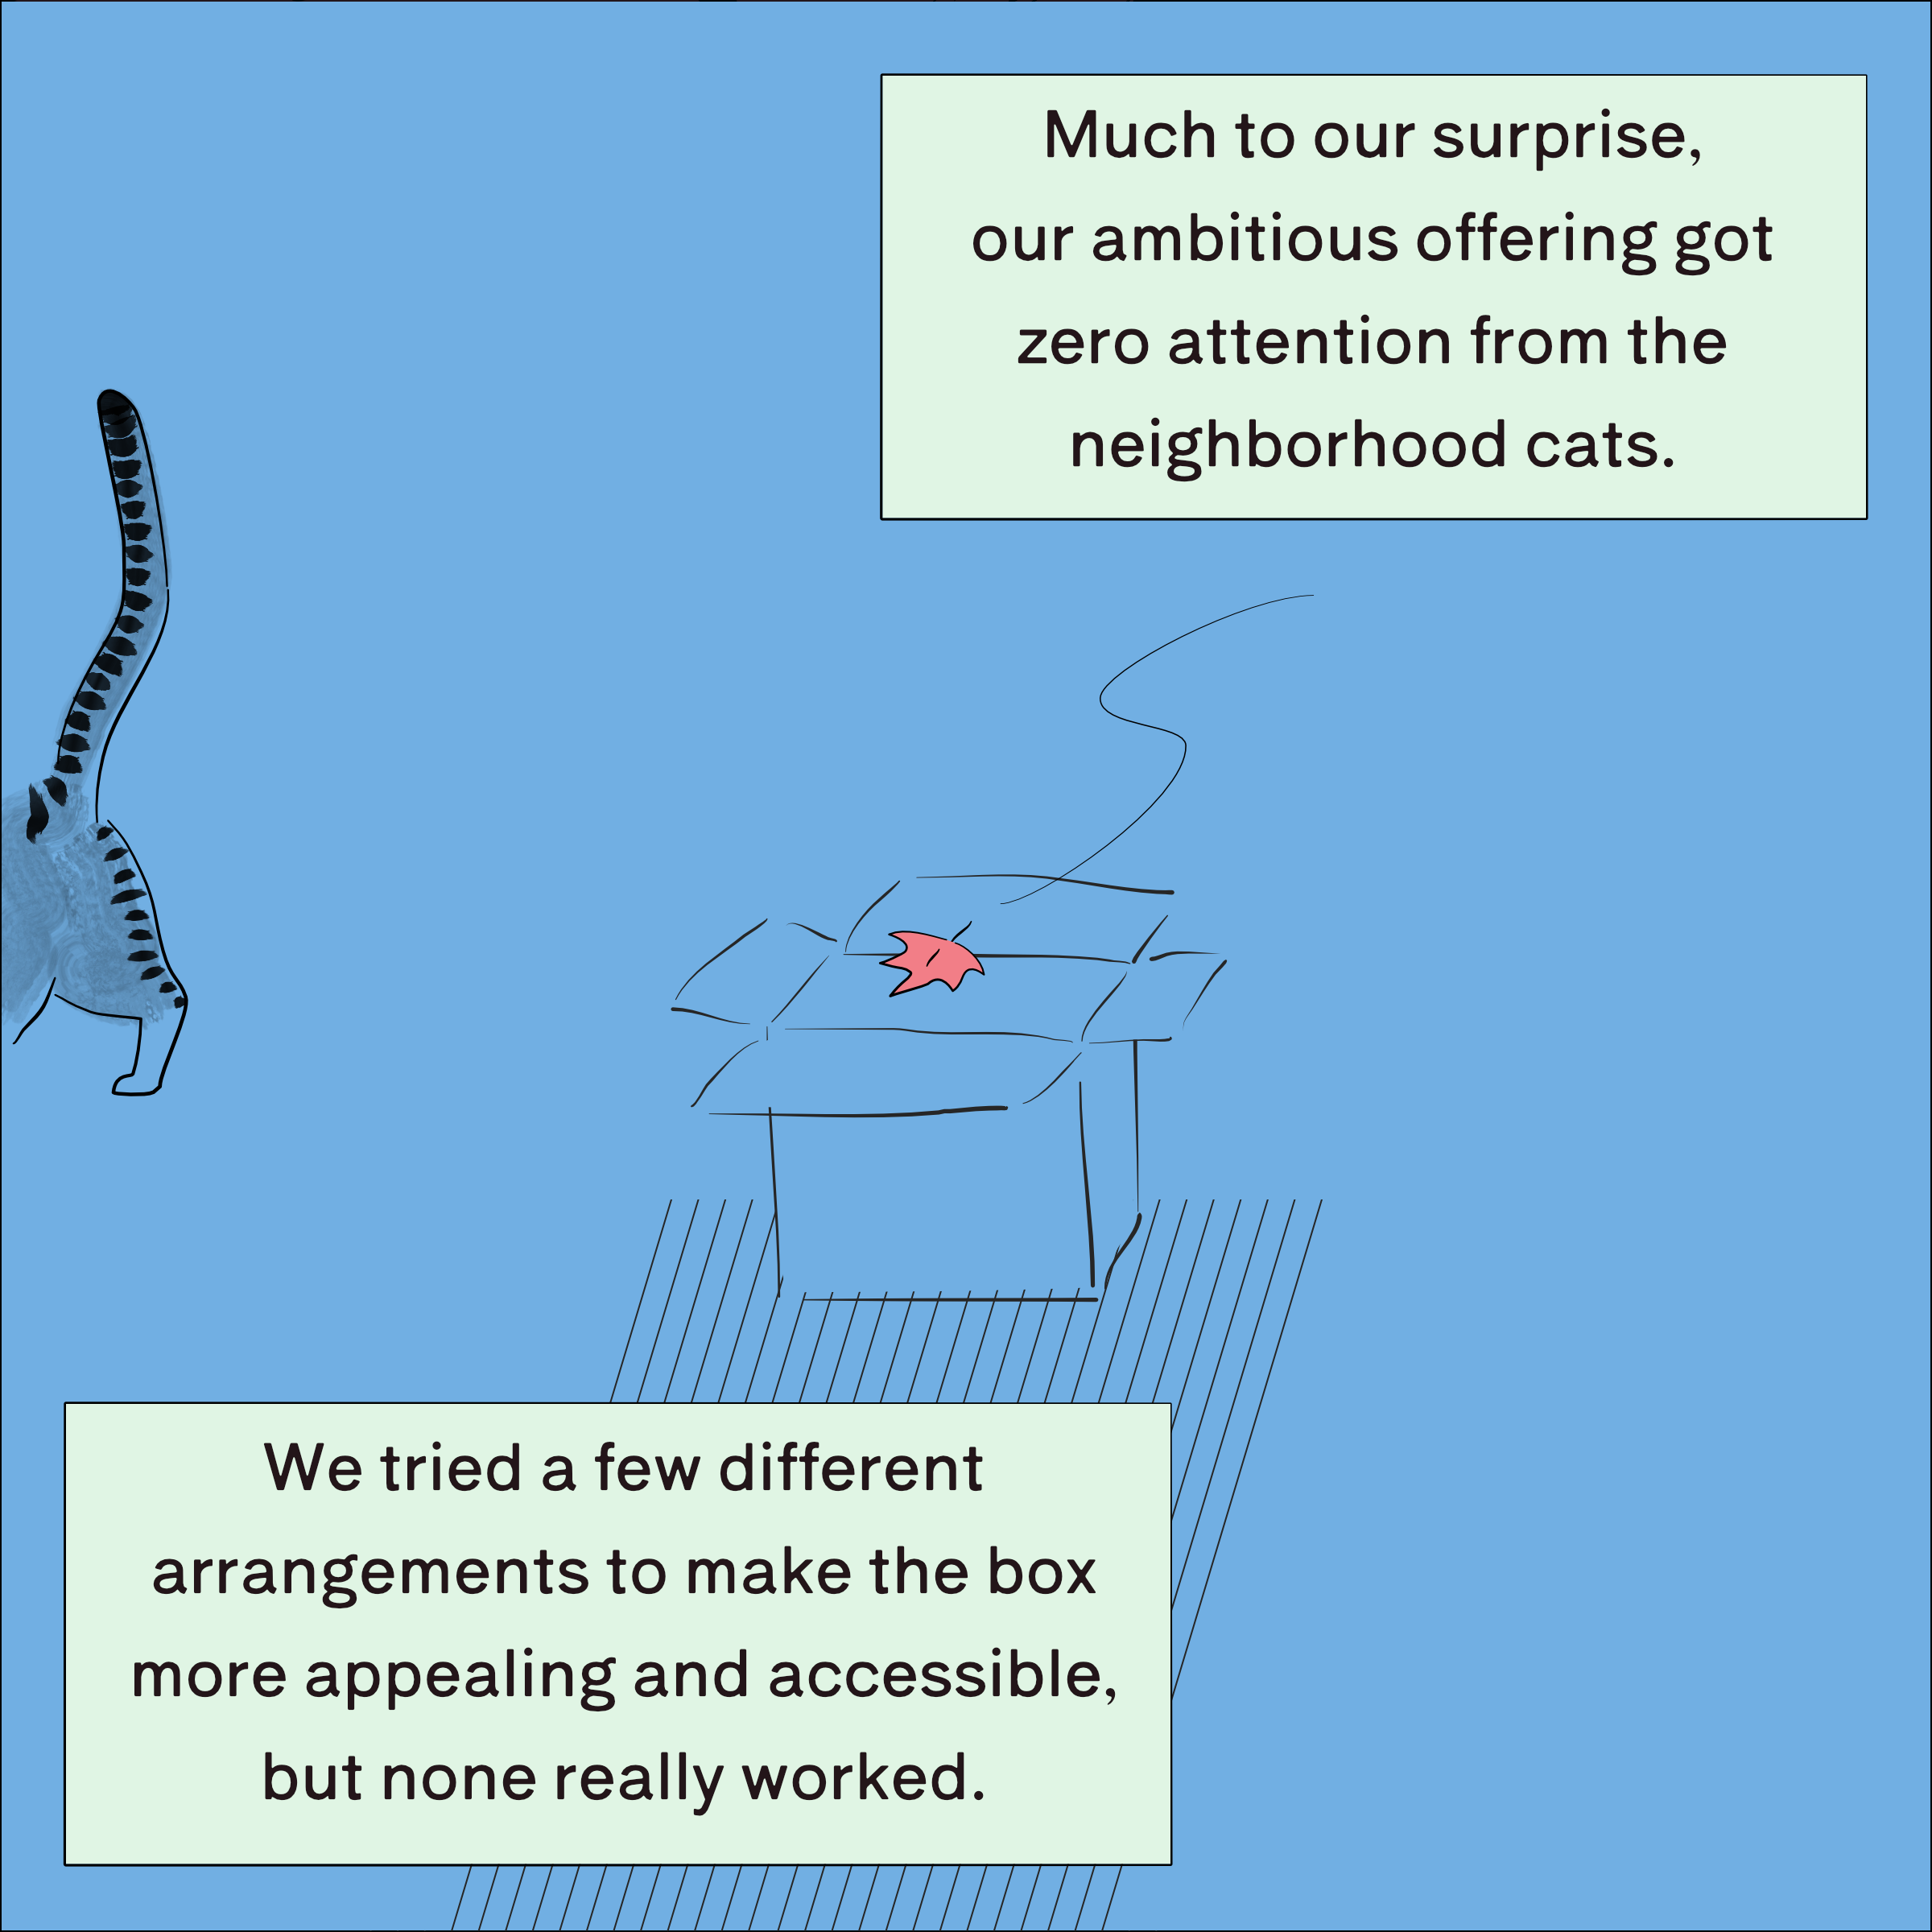 Much to our surprise,
our ambitious offering got
zero attention from the
neighborhood cats.
We tried a few different
arrangements to make the box
more appealing and accessible,
but none really worked.